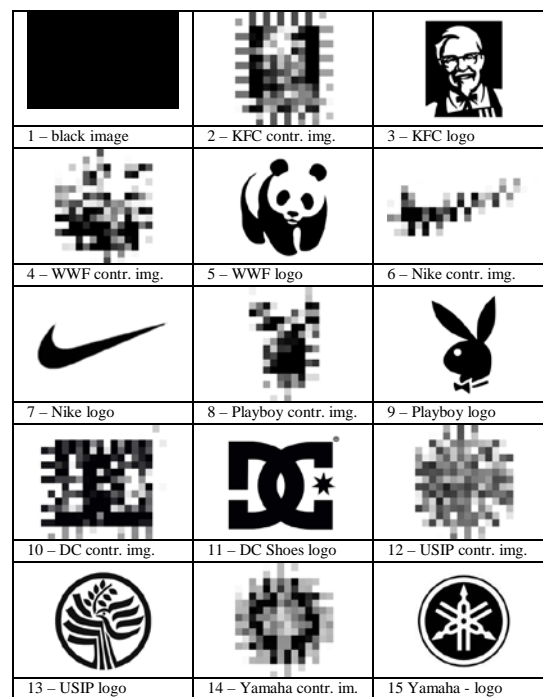 1 – black image
2 – KFC contr. img.
3 – KFC logo
4 – WWF contr. img.
5 – WWF logo
6 – Nike contr. img.
7 – Nike logo
8 – Playboy contr. img.
9 – Playboy logo
10 – DC contr. img.
11 – DC Shoes logo
12 – USIP contr. img.
13 – USIP logo
14 – Yamaha contr. im.
15 Yamaha - logo